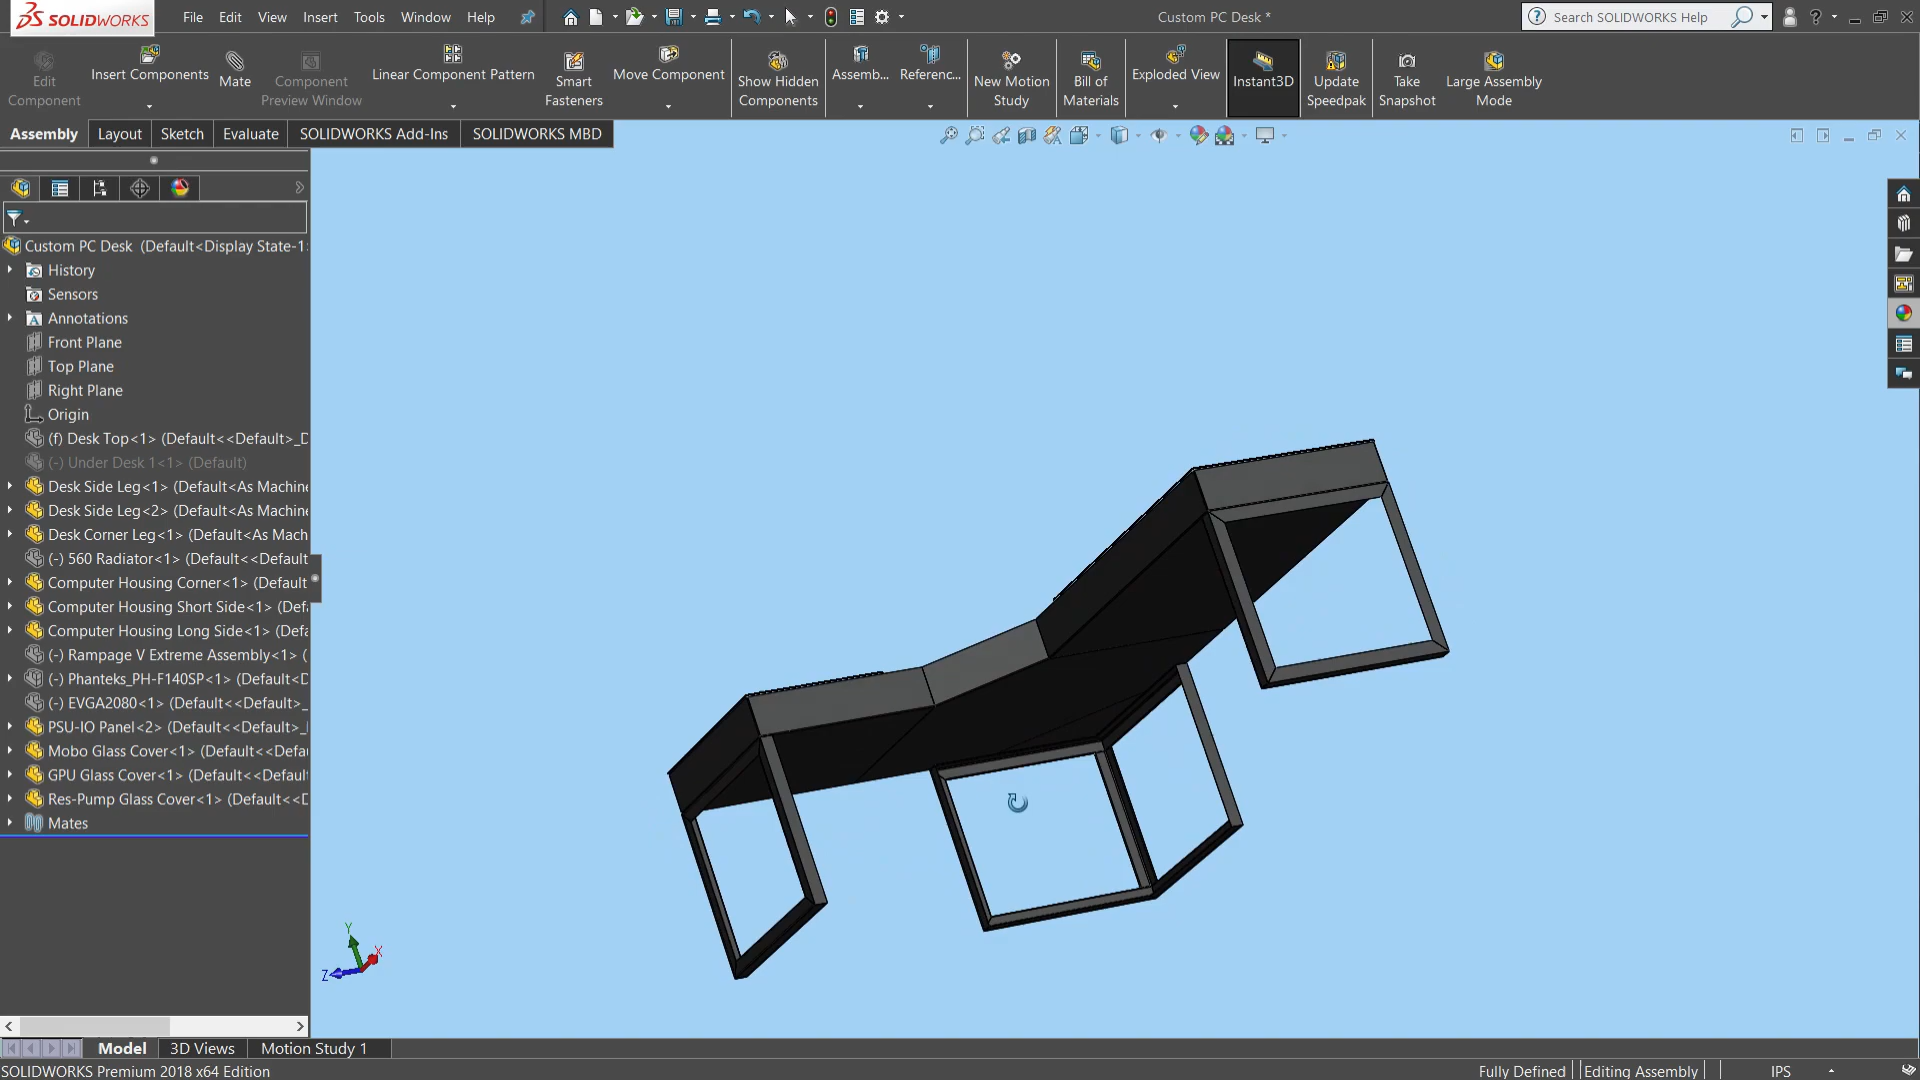 SOLIDWORKS File Edit View Insert Tools Window Help Custom PC Desk * Search SOLIDWORKS Help
Edit Component
Insert Components
Mate
Component Preview Window
Linear Component Pattern
Smart Fasteners
Move Component
Show Hidden Components
Assemb...
Referenc...
New Motion Study
Bill of Materials
Exploded View
Instant3D
Update Speedpak
Take Snapshot
Large Assembly Mode
Assembly Layout Sketch Evaluate SOLIDWORKS Add-Ins SOLIDWORKS MBD
Custom PC Desk (Default<Display State-1
History
Sensors
Annotations
Front Plane
Top Plane
Right Plane
Origin
(f) Desk Top<1> (Default<<Default>_D
(-) Under Desk 1<1> (Default)
Desk Side Leg<1> (Default<As Machine
Desk Side Leg<2> (Default<As Machine
Desk Corner Leg<1> (Default<As Mach
(-) 560 Radiator<1> (Default<<Default
Computer Housing Corner<1> (Default
Computer Housing Short Side<1> (Def
Computer Housing Long Side<1> (Defa
(-) Rampage V Extreme Assembly<1> (
(-) Phanteks_PH-F140SP<1> (Default<D
(-) EVGA2080<1> (Default<<Default>_
PSU-IO Panel<2> (Default<<Default>_
Mobo Glass Cover<1> (Default<<Defau
GPU Glass Cover<1> (Default<<Default
Res-Pump Glass Cover<1> (Default<<D
Mates
Y
X
Z
Model 3D Views Motion Study 1
SOLIDWORKS Premium 2018 x64 Edition Fully Defined Editing Assembly IPS